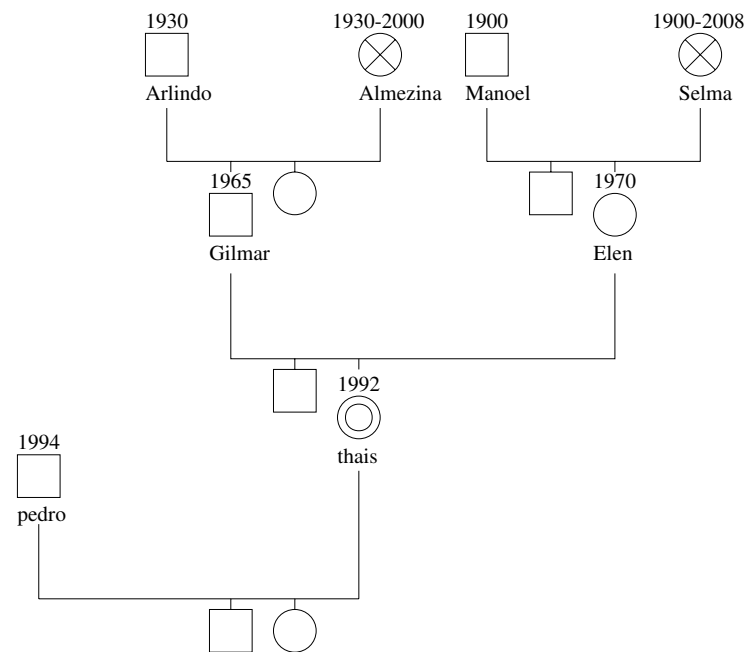 1930 1930-2000 1900 1900-2008
Arlindo Almezina Manoel Selma
1965 1970
Gilmar Elen
1992
thais
1994
pedro